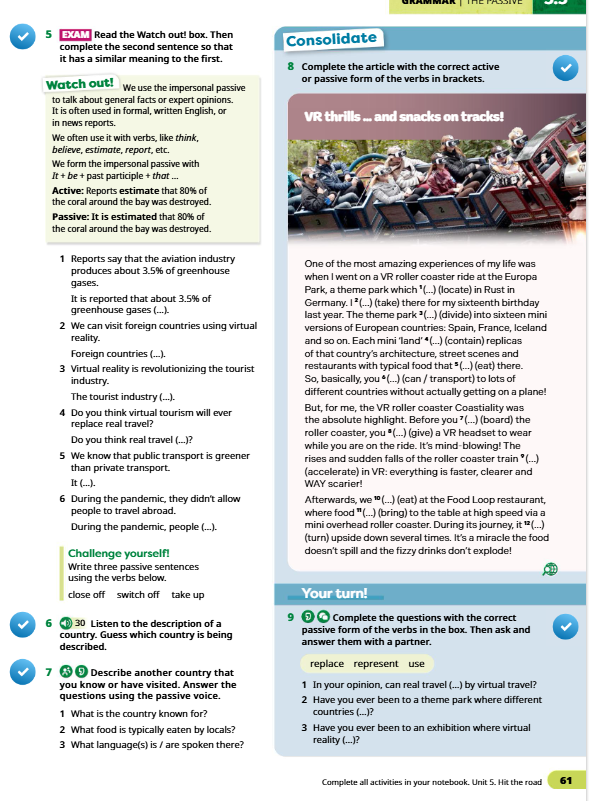 GRAMMAR | THE PASSIVE
5.5
5 EXAM Read the Watch out! box. Then
complete the second sentence so that
it has a similar meaning to the first.
Watch out! We use the impersonal passive
to talk about general facts or expert opinions.
It is often used in formal, written English, or
in news reports.
We often use it with verbs, like think,
believe, estimate, report, etc.
We form the impersonal passive with
It + be + past participle + that ...
Active: Reports estimate that 80% of
the coral around the bay was destroyed.
Passive: It is estimated that 80% of
the coral around the bay was destroyed.
1 Reports say that the aviation industry
produces about 3.5% of greenhouse
gases.
It is reported that about 3.5% of
greenhouse gases (...).
2 We can visit foreign countries using virtual
reality.
Foreign countries (...).
3 Virtual reality is revolutionizing the tourist
industry.
The tourist industry (...).
4 Do you think virtual tourism will ever
replace real travel?
Do you think real travel (...)?
5 We know that public transport is greater
than private transport.
It (...).
6 During the pandemic, they didn't allow
people to travel abroad.
During the pandemic, people (...).
Challenge yourself!
Write three passive sentences
using the verbs below.
close off switch off take up
6 30 Listen to the description of a
country. Guess which country is being
described.
7 Describe another country that
you know or have visited. Answer the
questions using the passive voice.
1 What is the country known for?
2 What food is typically eaten by locals?
3 What language(s) is / are spoken there?
Consolidate
8 Complete the article with the correct active
or passive form of the verbs in brackets.
VR thrills ... and snacks on tracks!
One of the most amazing experiences of my life was
when I went on a VR roller coaster ride at the Europa
Park, a theme park which ¹(...) (locate) in Rust in
Germany. I ²(...) (take) there for my sixteenth birthday
last year. The theme park ³(...) (divide) into sixteen mini
versions of European countries: Spain, France, Iceland
and so on. Each mini 'land' ⁴(...) (contain) replicas
of that country's architecture, street scenes and
restaurants with typical food that ⁵(...) (eat) there.
So, basically, you ⁶(...) (can / transport) to lots of
different countries without actually getting on a plane!
But, for me, the VR roller coaster Coastiality was
the absolute highlight. Before you ⁷(...) (board) the
roller coaster, you ⁸(...) (give) a VR headset to wear
while you are on the ride. It's mind-blowing! The
rises and sudden falls of the roller coaster train ⁹(...)
(accelerate) in VR: everything is faster, clearer and
WAY scarier!
Afterwards, we ¹⁰(...) (eat) at the Food Loop restaurant,
where food ¹¹(...) (bring) to the table at high speed via a
mini overhead roller coaster. During its journey, it ¹²(...)
(turn) upside down several times. It's a miracle the food
doesn't spill and the fizzy drinks don't explode!
Your turn!
9 Complete the questions with the correct
passive form of the verbs in the box. Then ask and
answer them with a partner.
replace represent use
1 In your opinion, can real travel (...) by virtual travel?
2 Have you ever been to a theme park where different
countries (...)?
3 Have you ever been to an exhibition where virtual
reality (...)?
Complete all activities in your notebook. Unit 5. Hit the road 61